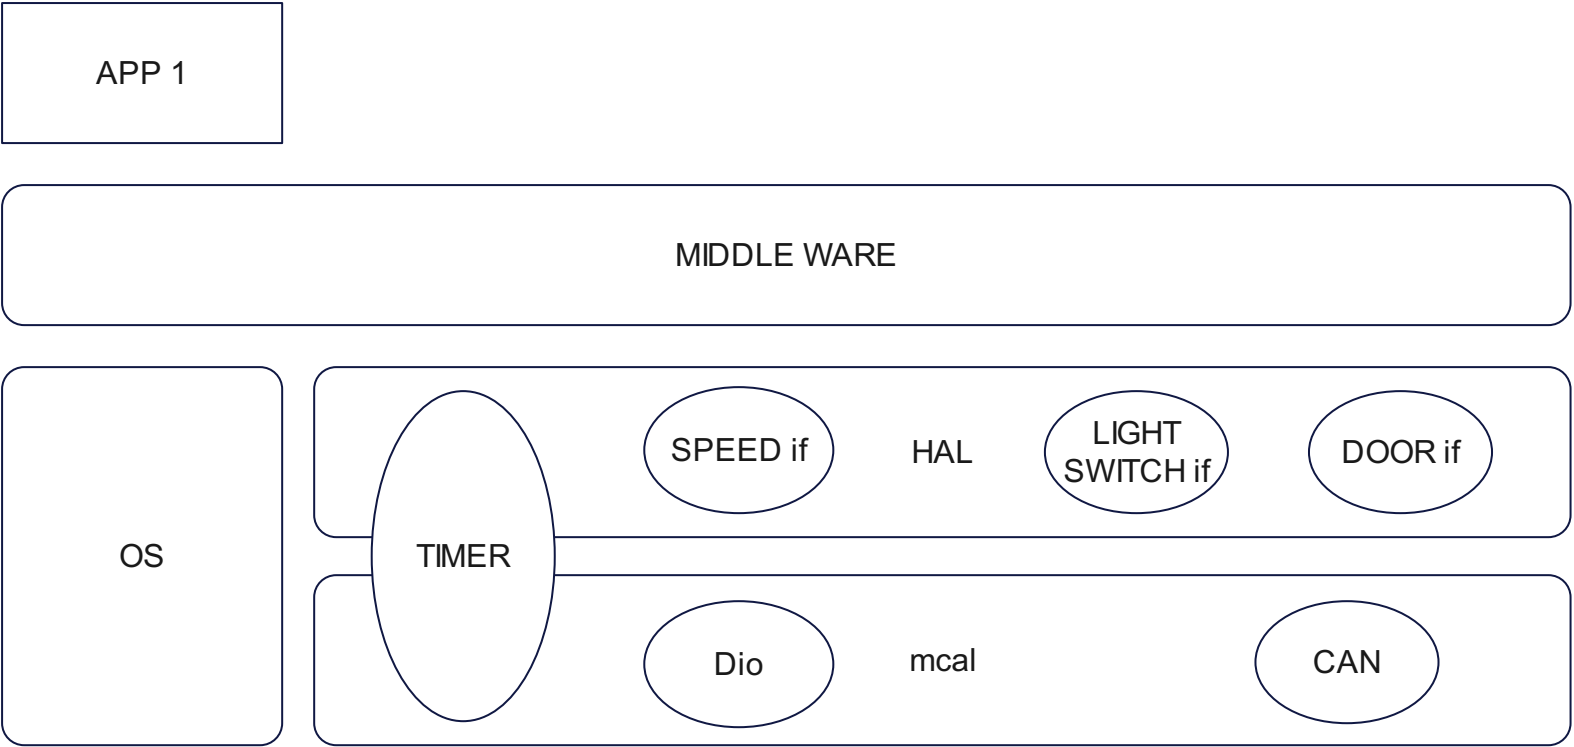 APP 1
MIDDLE WARE
SPEED if
HAL
LIGHT
SWITCH if
DOOR if
OS
TIMER
Dio
mcal
CAN